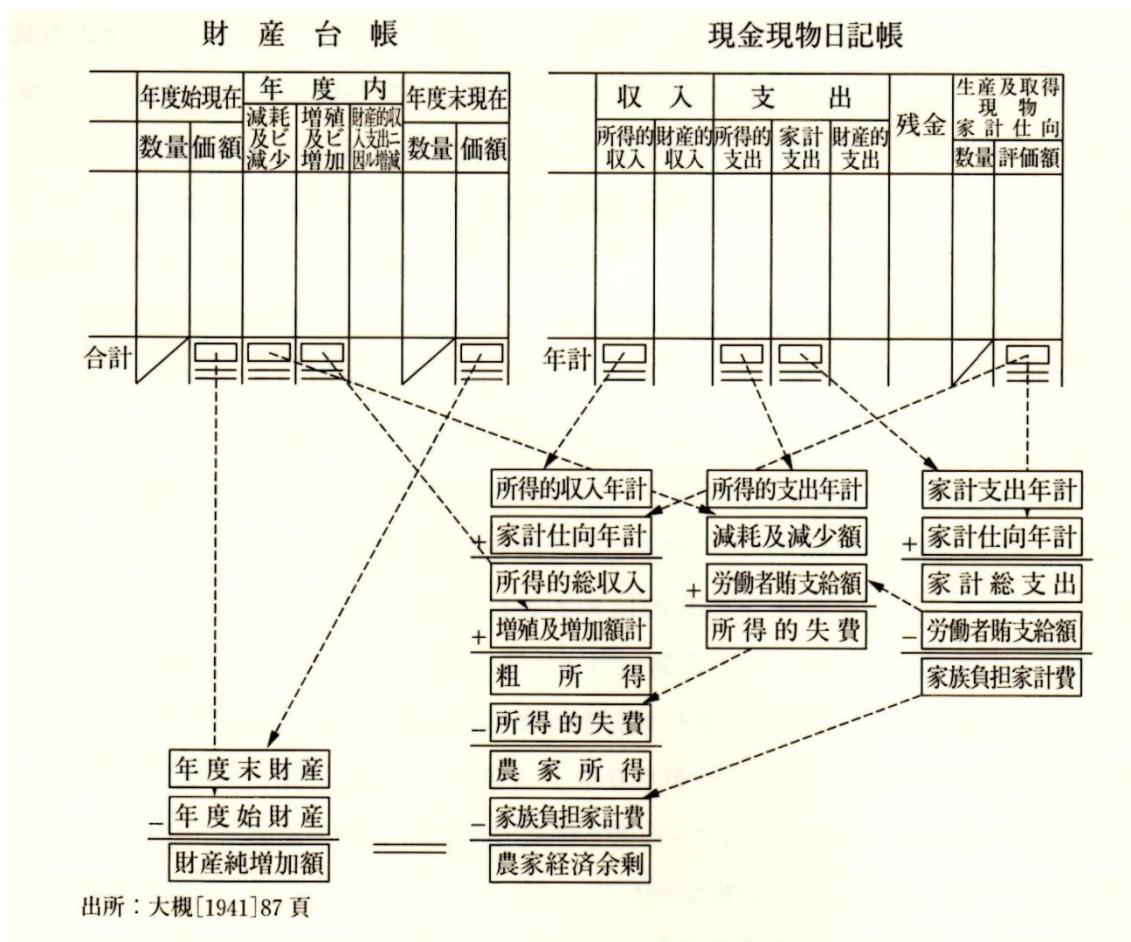 財産台帳
年度始現在
年度内
年度末現在
数量
価額
減耗及ビ減少
増殖及ビ増加
財産的収入支出ニ因ル増減
数量
価額
合計
現金現物日記帳
収入
支出
残金
生産及取得現物家計仕向
所得的収入
財産的収入
所得的支出
家計支出
財産的支出
数量
評価額
年計
所得的収入年計
+家計仕向年計
所得的総収入
+増殖及増加額計
粗所得
-所得的失費
農家所得
-家族負担家計費
農家経済余剰
所得的支出年計
減耗及減少額
+労働者賄支給額
所得的失費
家計支出年計
+家計仕向年計
家計総支出
-労働者賄支給額
家族負担家計費
年度末財産
-年度始財産
財産純増加額
出所:大槻[1941]87頁